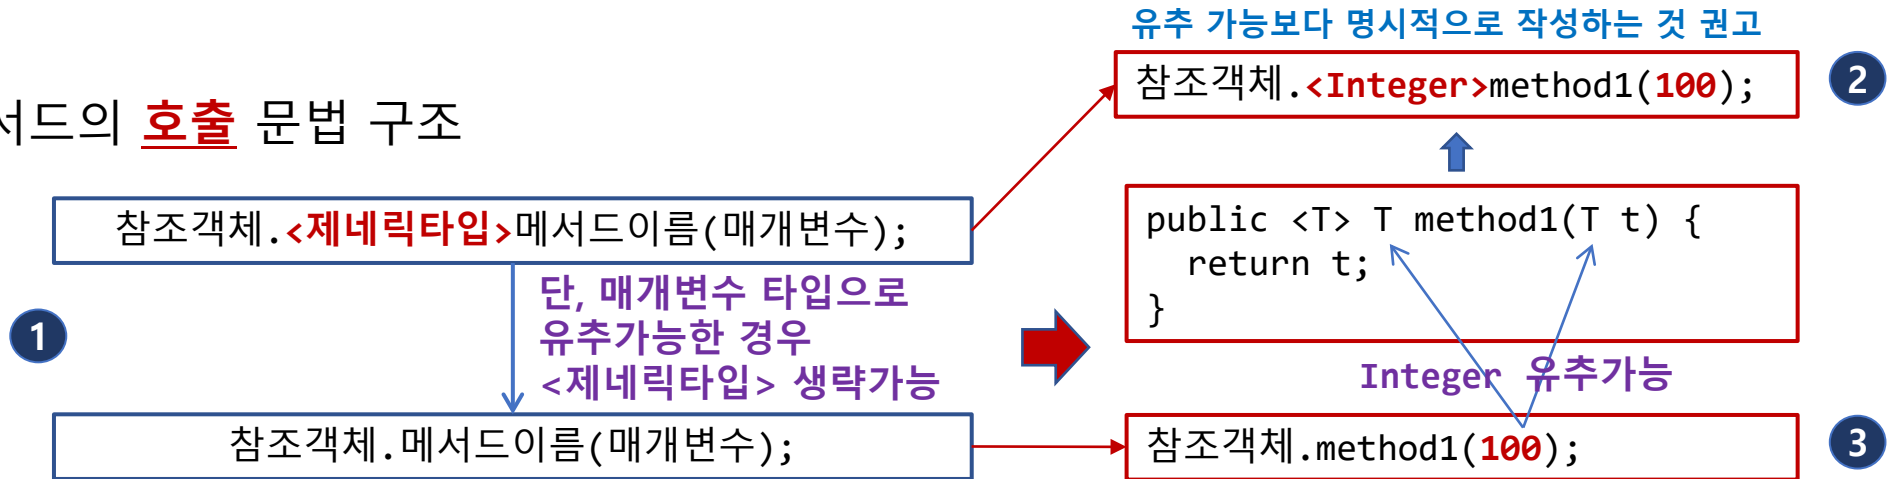 유추 가능보다 명시적으로 작성하는 것 권고
참조객체.<Integer>method1(100);
2
서드의 호출 문법 구조
참조객체.<제네릭타입>메서드이름(매개변수);
단, 매개변수 타입으로
유추가능한 경우
<제네릭타입> 생략가능
1
참조객체.메서드이름(매개변수);
public <T> T method1(T t) {
return t;
}
Integer 유추가능
참조객체.method1(100);
3